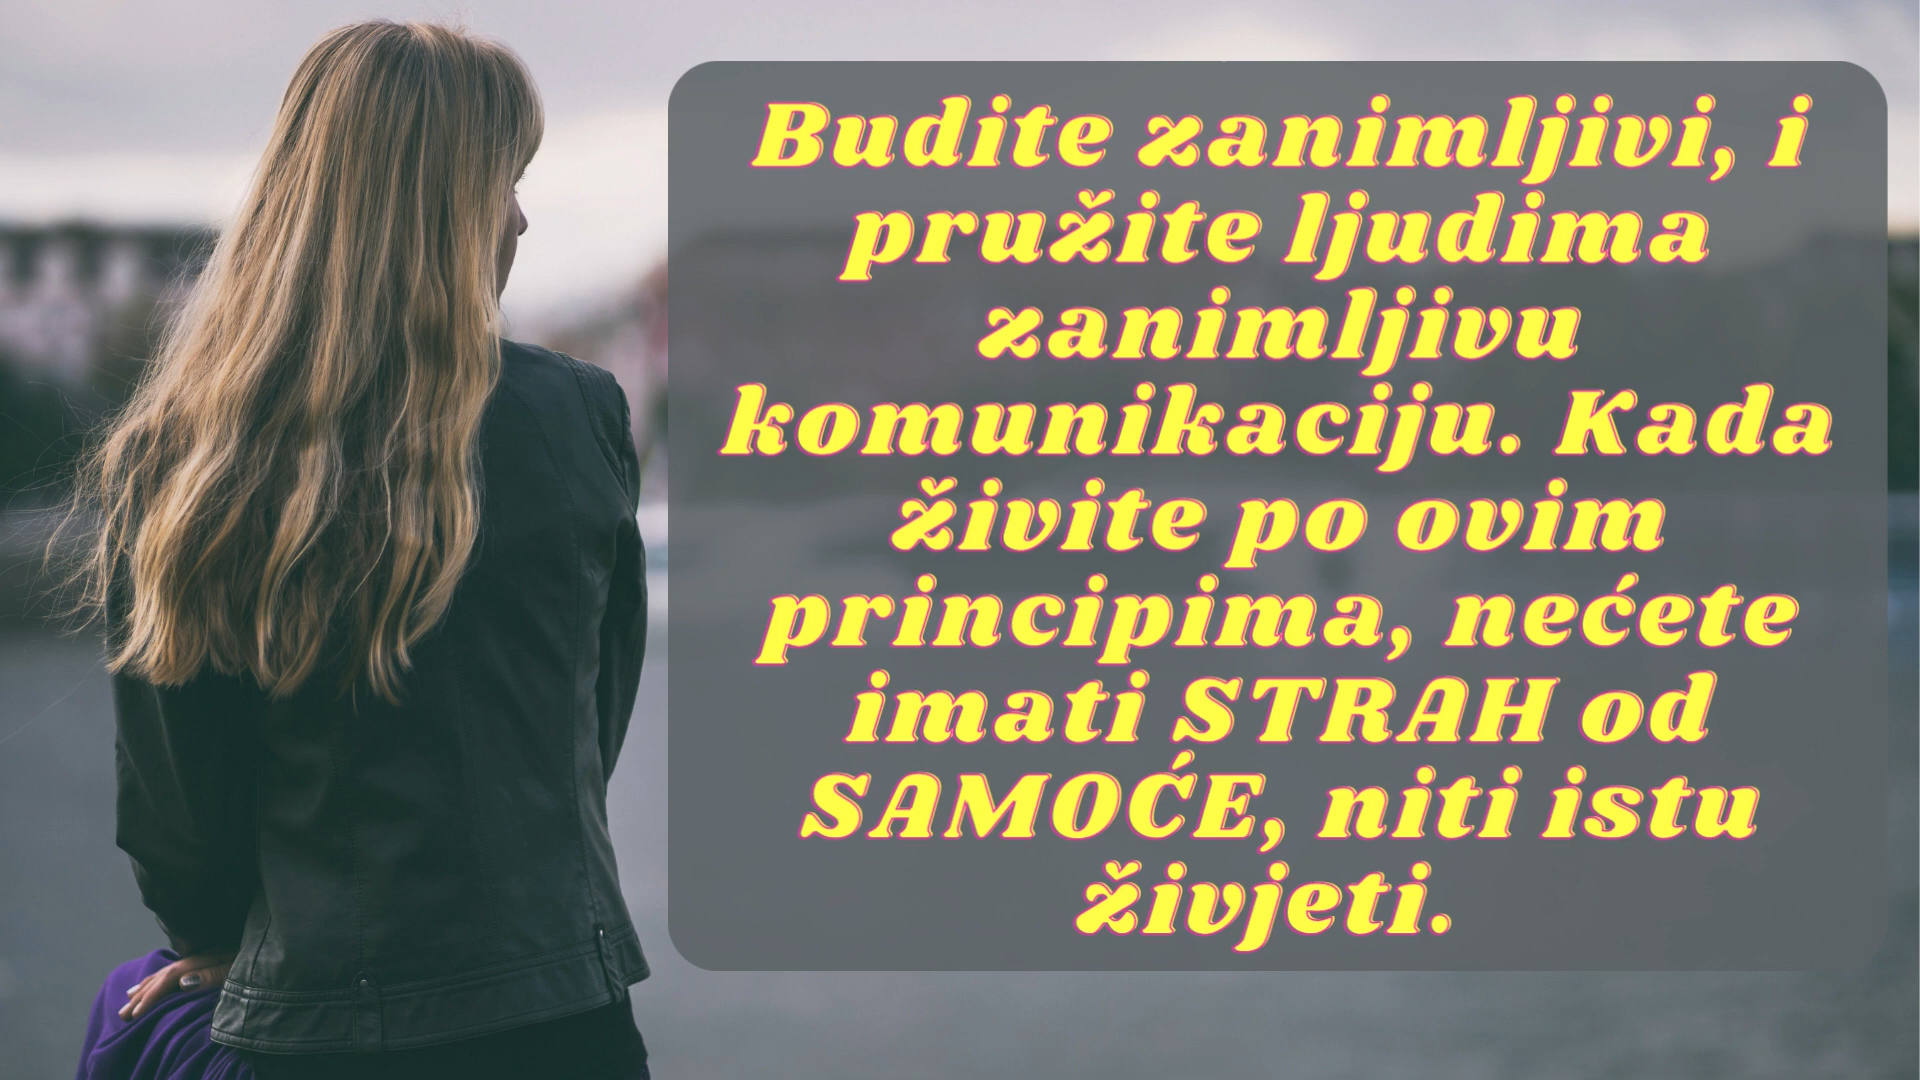 Budite zanimljivi, i
pružite ljudima
zanimljivu
komunikaciju. Kada
živite po ovim
principima, nećete
imati STRAH od
SAMOĆE, niti istu
živjeti.